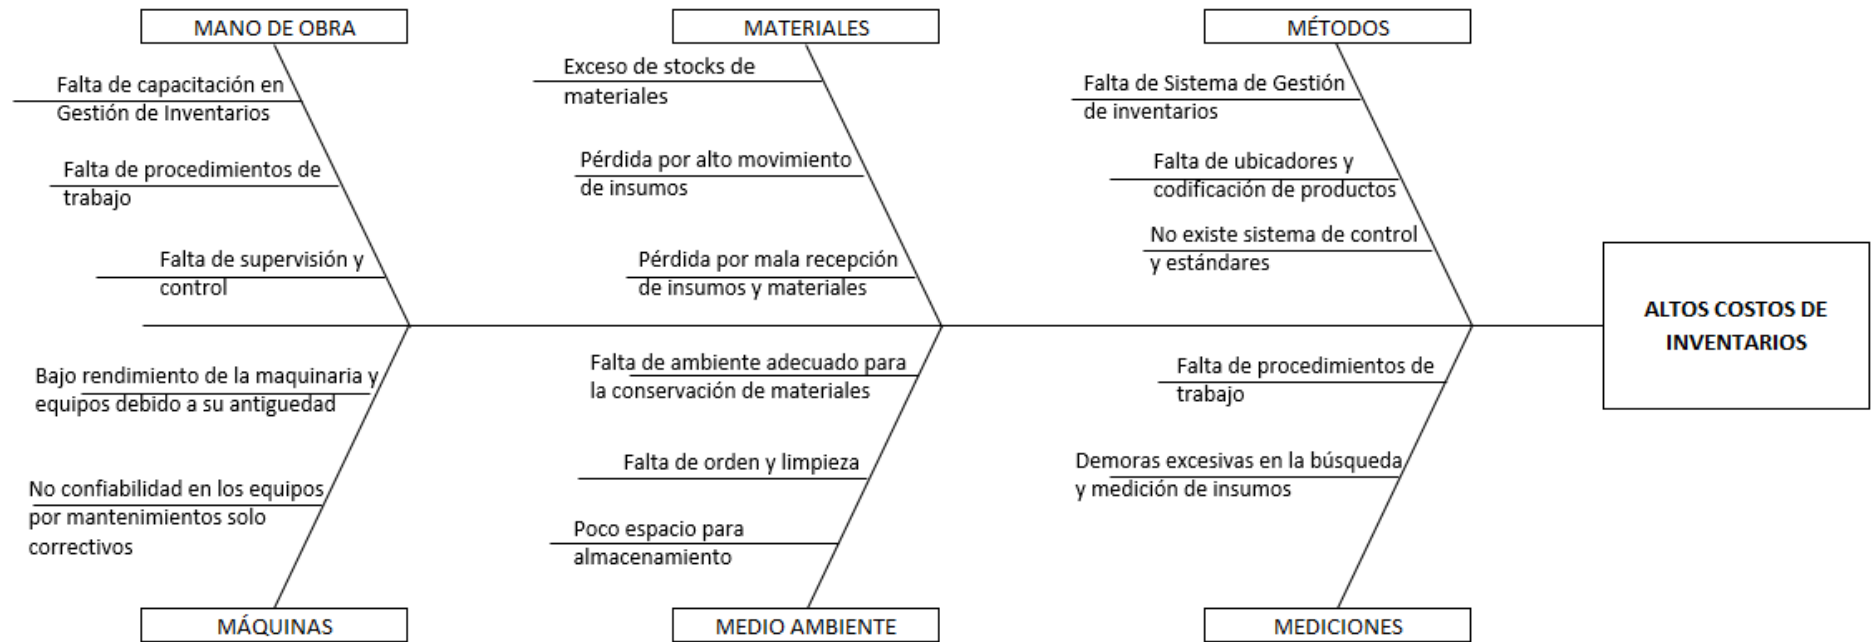 MANO DE OBRA
Falta de capacitación en
Gestión de Inventarios
Falta de procedimientos de
trabajo
Falta de supervisión y
control
MATERIALES
Exceso de stocks de
materiales
Pérdida por alto movimiento
de insumos
Pérdida por mala recepción
de insumos y materiales
MÉTODOS
Falta de Sistema de Gestión
de inventarios
Falta de ubicadores y
codificación de productos
No existe sistema de control
y estándares
ALTOS COSTOS DE
INVENTARIOS
Bajo rendimiento de la maquinaria y
equipos debido a su antiguedad
No confiabilidad en los equipos
por mantenimientos solo
correctivos
MÁQUINAS
Falta de ambiente adecuado para
la conservación de materiales
Falta de orden y limpieza
Poco espacio para
almacenamiento
MEDIO AMBIENTE
Falta de procedimientos de
trabajo
Demoras excesivas en la búsqueda
y medición de insumos
MEDICIONES